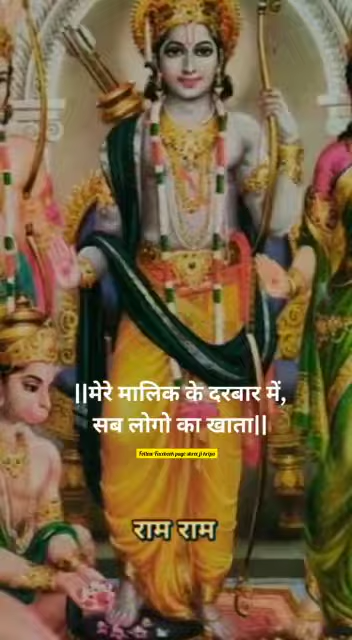 ||मेरे मालिक के दरबार में,
सब लोगो का खाता||
राम राम